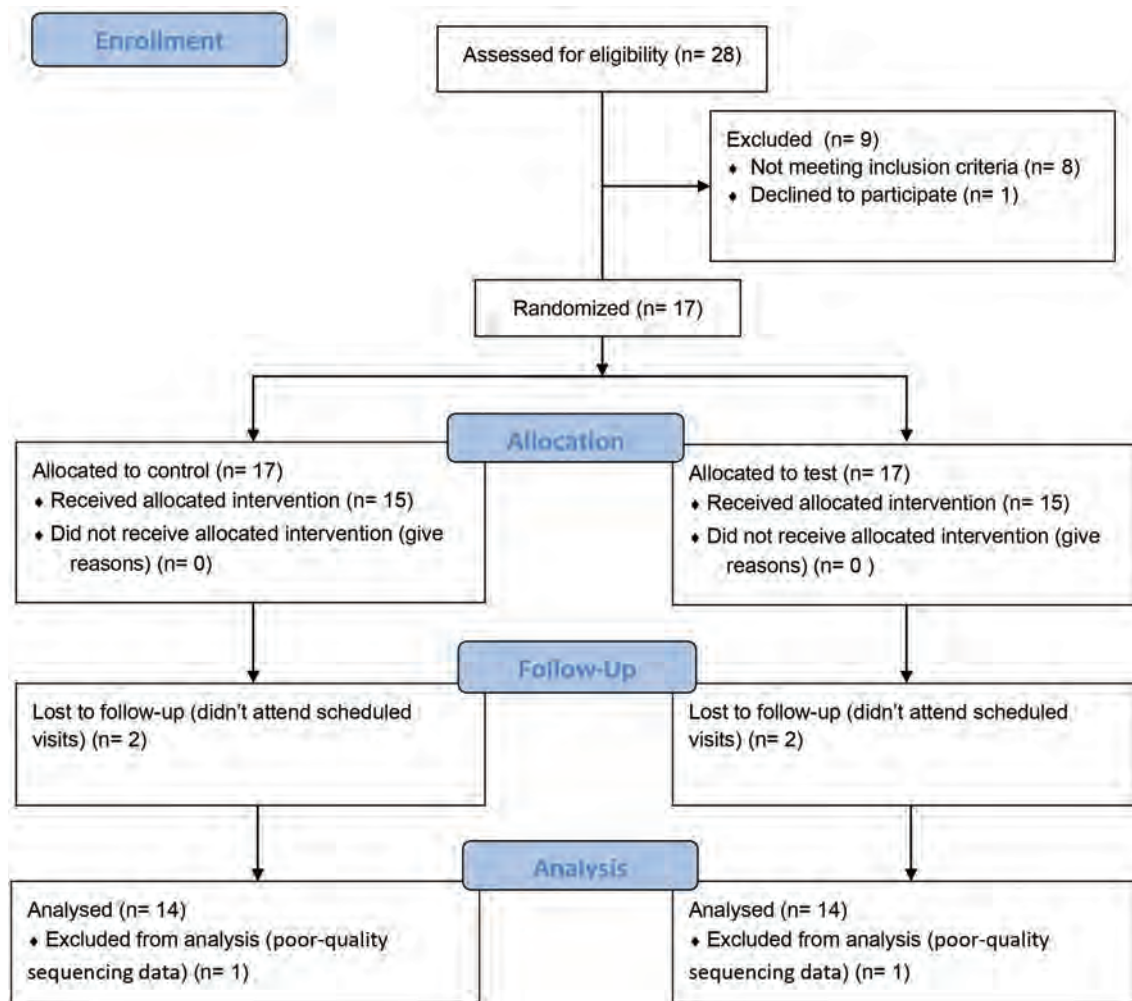 Enrollment
Assessed for eligibility (n= 28)
Excluded (n= 9)
♦ Not meeting inclusion criteria (n= 8)
♦ Declined to participate (n= 1)
Randomized (n= 17)
Allocation
Allocated to control (n= 17)
♦ Received allocated intervention (n= 15)
♦ Did not receive allocated intervention (give
reasons) (n= 0)
Allocated to test (n= 17)
♦ Received allocated intervention (n= 15)
♦ Did not receive allocated intervention (give
reasons) (n= 0 )
Follow-Up
Lost to follow-up (didn't attend scheduled
visits) (n= 2)
Lost to follow-up (didn't attend scheduled
visits) (n= 2)
Analysis
Analysed (n= 14)
♦ Excluded from analysis (poor-quality
sequencing data) (n= 1)
Analysed (n= 14)
♦ Excluded from analysis (poor-quality
sequencing data) (n= 1)